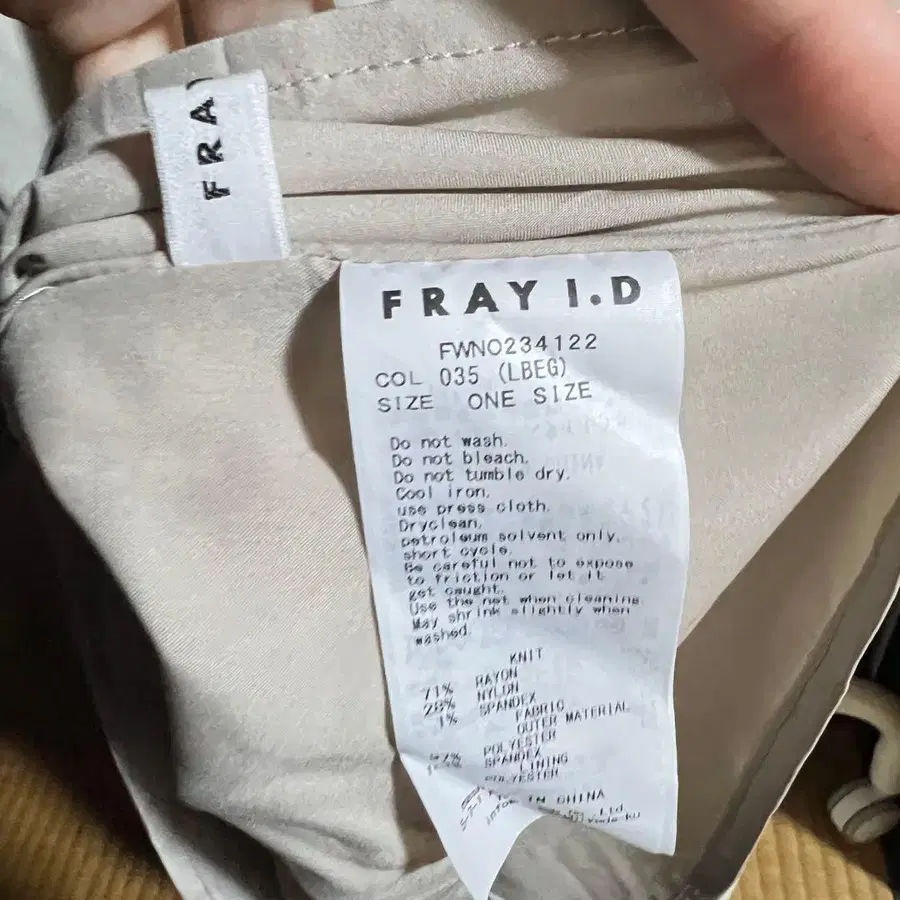 FRA
FRAY I.D
FWNO234122
COL 035 (LBEG)
SIZE ONE SIZE
Do not wash.
Do not bleach.
Do not tumble dry.
Cool iron.
use press cloth.
Dryclean,
petroleum solvent only,
short cycle.
Be careful not to expose
to friction or let it
get caught.
Use the net when cleaning
May shrink slightly when
washed.
KNIT
71% RAYON
28% NYLON
1% SPANDEX
FABRIC
OUTER MATERIAL
POLYESTER
SPANDEX
LINING
POLYESTER
IN CHINA
Ltd.